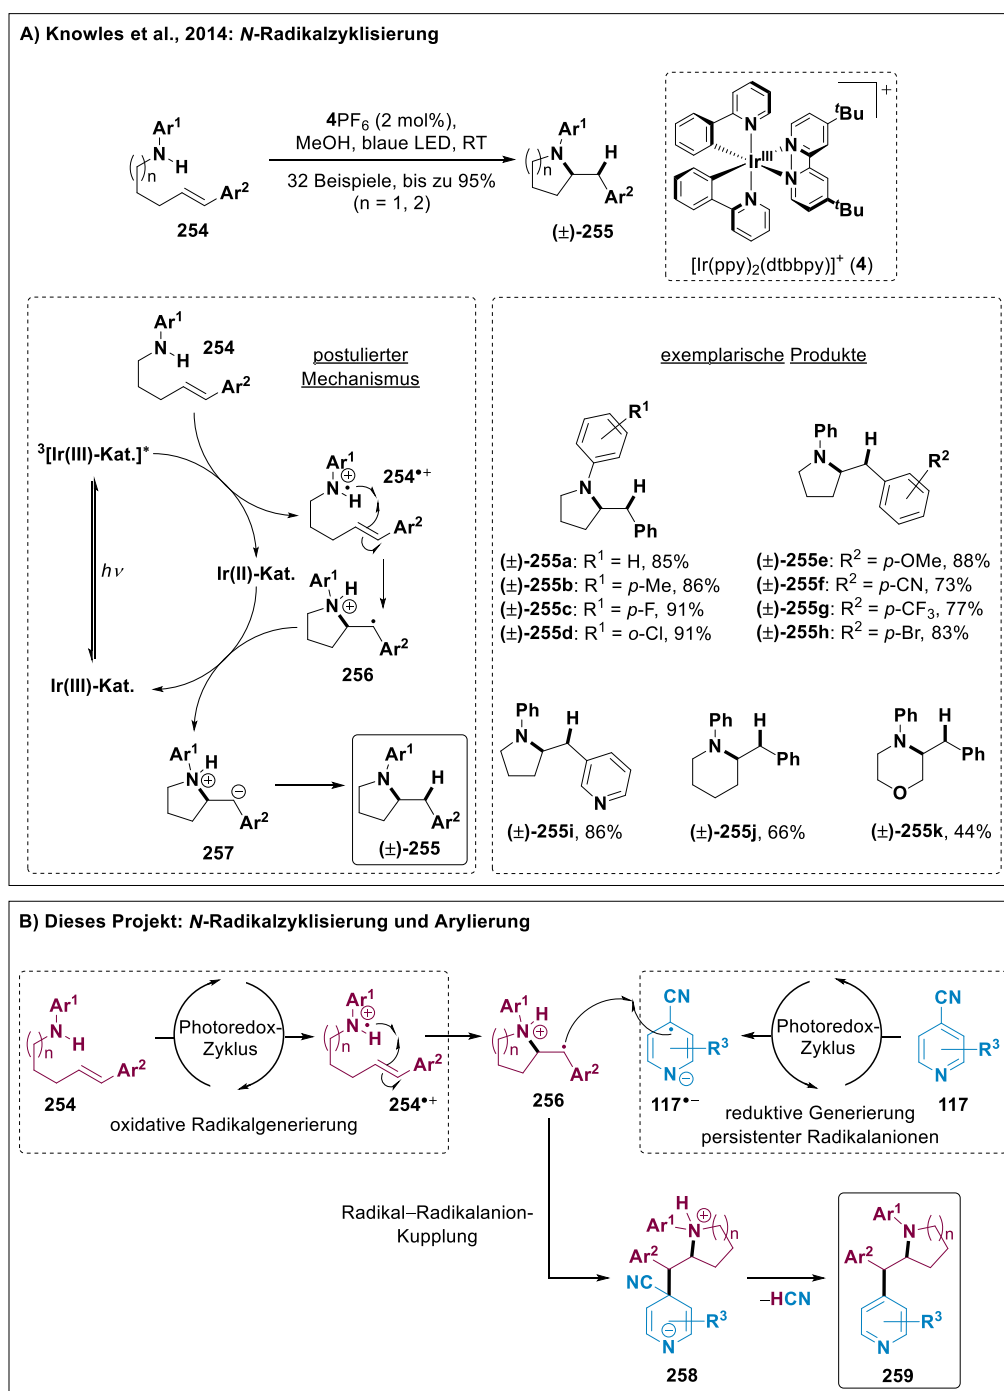 A) Knowles et al., 2014: N-Radikalzyklisierung
Ar1
N
H
( )n
Ar2
254
4PF6 (2 mol%),
MeOH, blaue LED, RT
32 Beispiele, bis zu 95%
(n = 1, 2)
Ar1
( )n N
H
Ar2
(±)-255
+
tBu
N
N
IrIII
N
N
tBu
[Ir(ppy)2(dtbbpy)]+ (4)
Ar1
N
H
254
Ar2
postulierter
Mechanismus
3[Ir(III)-Kat.]*
Ar1
N
H
254•+
Ar2
hν
Ir(II)-Kat.
Ar1
H
N
Ar2
256
Ir(III)-Kat.
Ar1
H
N
Ar2
257
Ar1
N
H
Ar2
(±)-255
exemplarische Produkte
R1
N
H
Ph
(±)-255a: R1 = H, 85%
(±)-255b: R1 = p-Me, 86%
(±)-255c: R1 = p-F, 91%
(±)-255d: R1 = o-Cl, 91%
Ph
N
H
R2
(±)-255e: R2 = p-OMe, 88%
(±)-255f: R2 = p-CN, 73%
(±)-255g: R2 = p-CF3, 77%
(±)-255h: R2 = p-Br, 83%
Ph
N
H
N
(±)-255i, 86%
Ph
N
H
Ph
(±)-255j, 66%
Ph
N
H
Ph
O
(±)-255k, 44%
B) Dieses Projekt: N-Radikalzyklisierung und Arylierung
Ar1
N
H
( )n
Ar2
254
Photoredox-
Zyklus
Ar1
N
H
( )n
Ar2
254•+
oxidative Radikalgenerierung
Ar1
H
N
( )n
Ar2
256
CN
R3
N
117•−
Photoredox-
Zyklus
CN
R3
N
117
reduktive Generierung
persistenter Radikalanionen
Radikal–Radikalanion-
Kupplung
H
Ar1
N
( )n
Ar2
NC
R3
N
258
–HCN
Ar1
N
( )n
Ar2
R3
N
259